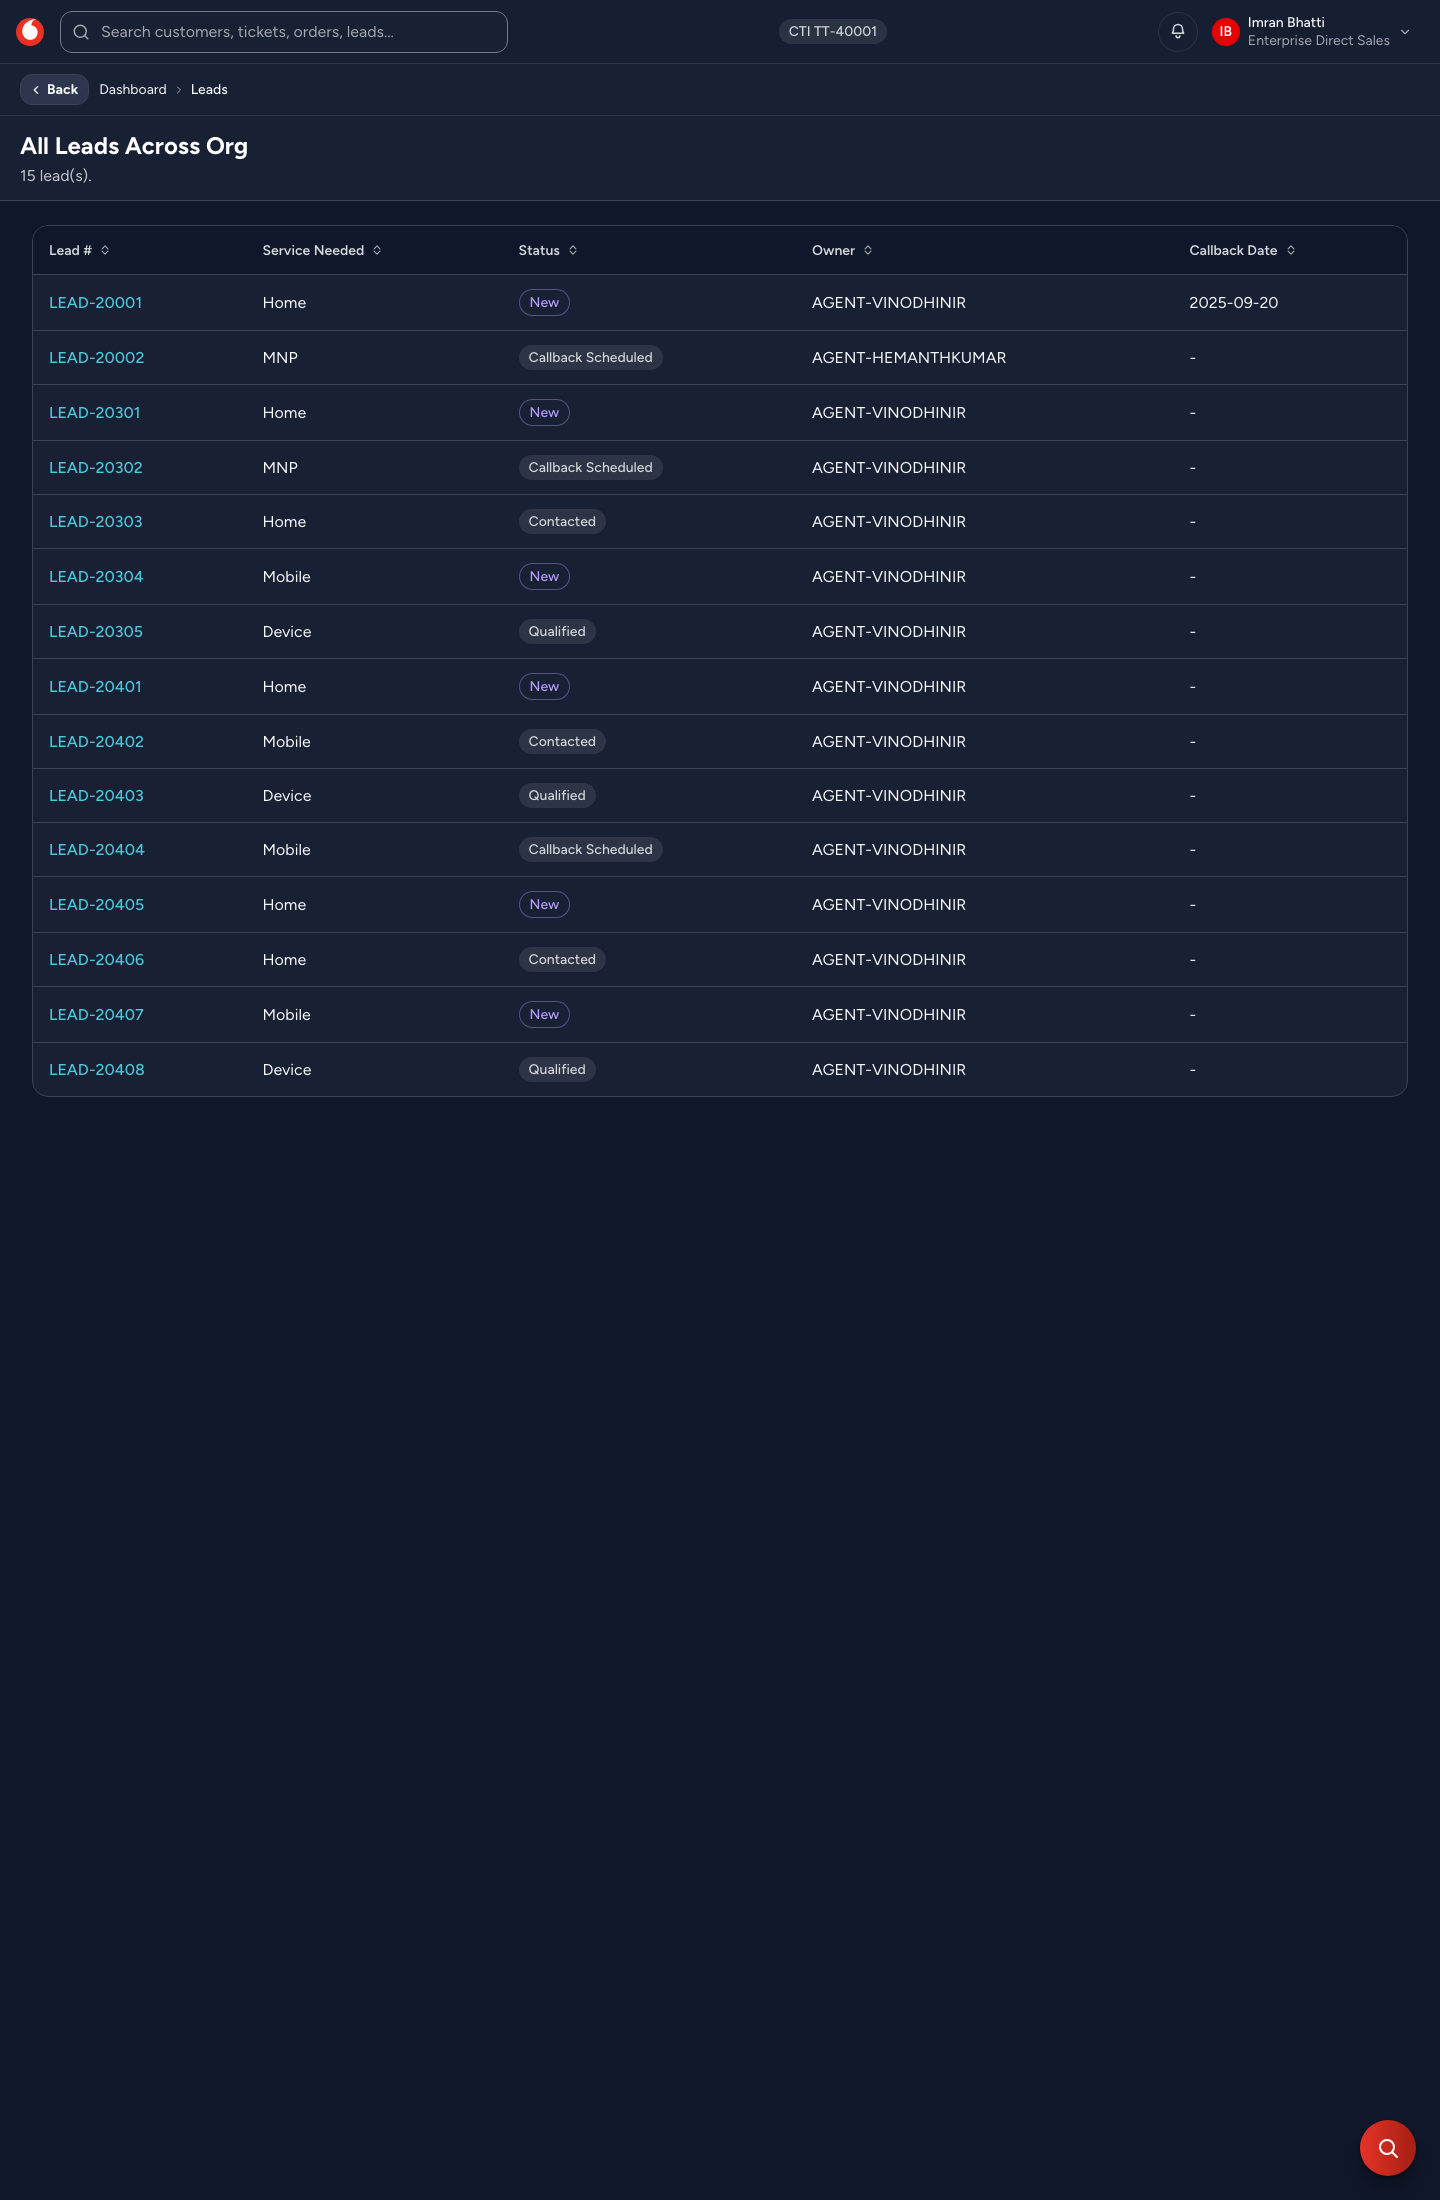 Search customers, tickets, orders, leads...
CTI TT-40001
IB
Imran Bhatti
Enterprise Direct Sales
Back
Dashboard
Leads
All Leads Across Org
15 lead(s).
Lead # Service Needed Status Owner Callback Date
LEAD-20001 Home New AGENT-VINODHINIR 2025-09-20
LEAD-20002 MNP Callback Scheduled AGENT-HEMANTHKUMAR -
LEAD-20301 Home New AGENT-VINODHINIR -
LEAD-20302 MNP Callback Scheduled AGENT-VINODHINIR -
LEAD-20303 Home Contacted AGENT-VINODHINIR -
LEAD-20304 Mobile New AGENT-VINODHINIR -
LEAD-20305 Device Qualified AGENT-VINODHINIR -
LEAD-20401 Home New AGENT-VINODHINIR -
LEAD-20402 Mobile Contacted AGENT-VINODHINIR -
LEAD-20403 Device Qualified AGENT-VINODHINIR -
LEAD-20404 Mobile Callback Scheduled AGENT-VINODHINIR -
LEAD-20405 Home New AGENT-VINODHINIR -
LEAD-20406 Home Contacted AGENT-VINODHINIR -
LEAD-20407 Mobile New AGENT-VINODHINIR -
LEAD-20408 Device Qualified AGENT-VINODHINIR -